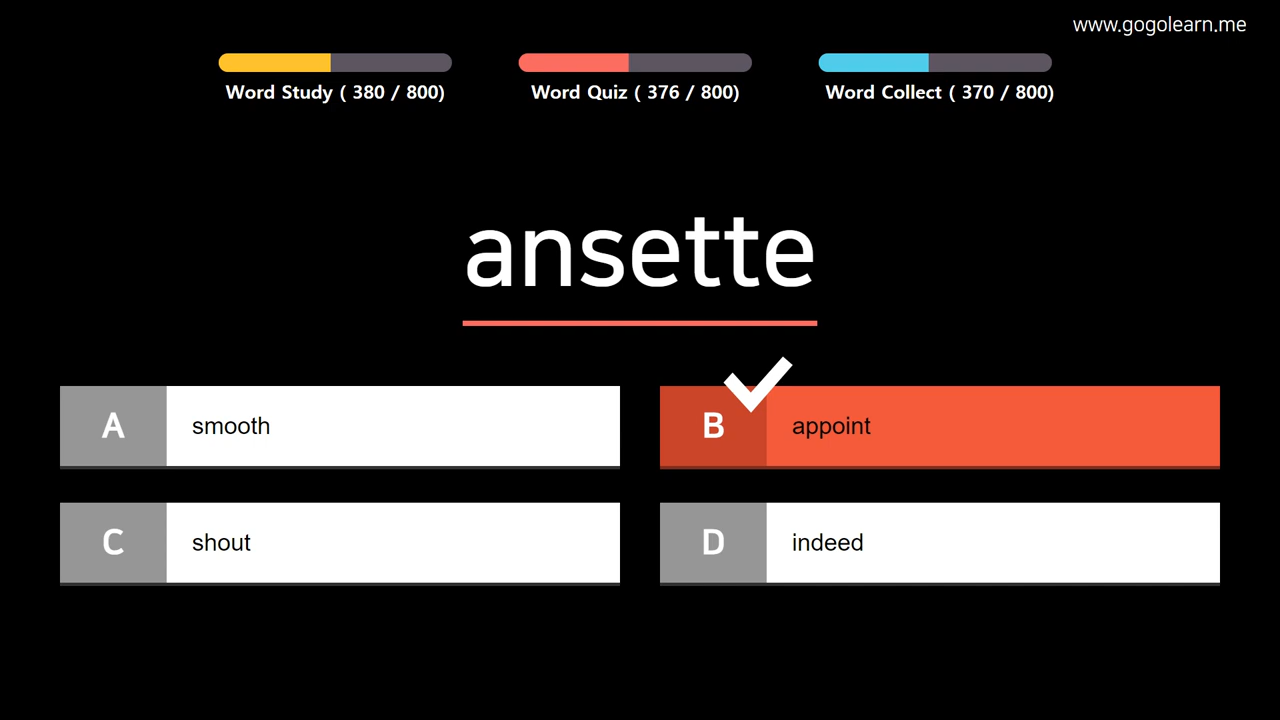 www.gogolearn.me
Word Study ( 380 / 800)
Word Quiz ( 376 / 800)
Word Collect ( 370 / 800)
ansette
A smooth
B appoint
C shout
D indeed